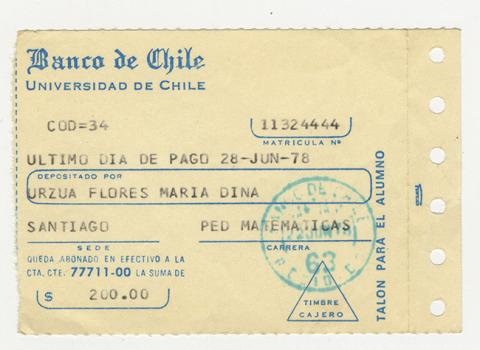 Banco de Chile
UNIVERSIDAD DE CHILE
COD=34
11324444
MATRICULA Nº
ULTIMO DIA DE PAGO 28-JUN-78
DEPOSITADO POR
URZUA FLORES MARIA DINA
SANTIAGO PED MATEMATICAS
SEDE CARRERA
QUEDA ABONADO EN EFECTIVO A LA
CTA. CTE. 77711-00 LA SUMA DE
$ 200.00
TIMBRE
CAJERO
TALON PARA EL ALUMNO
63